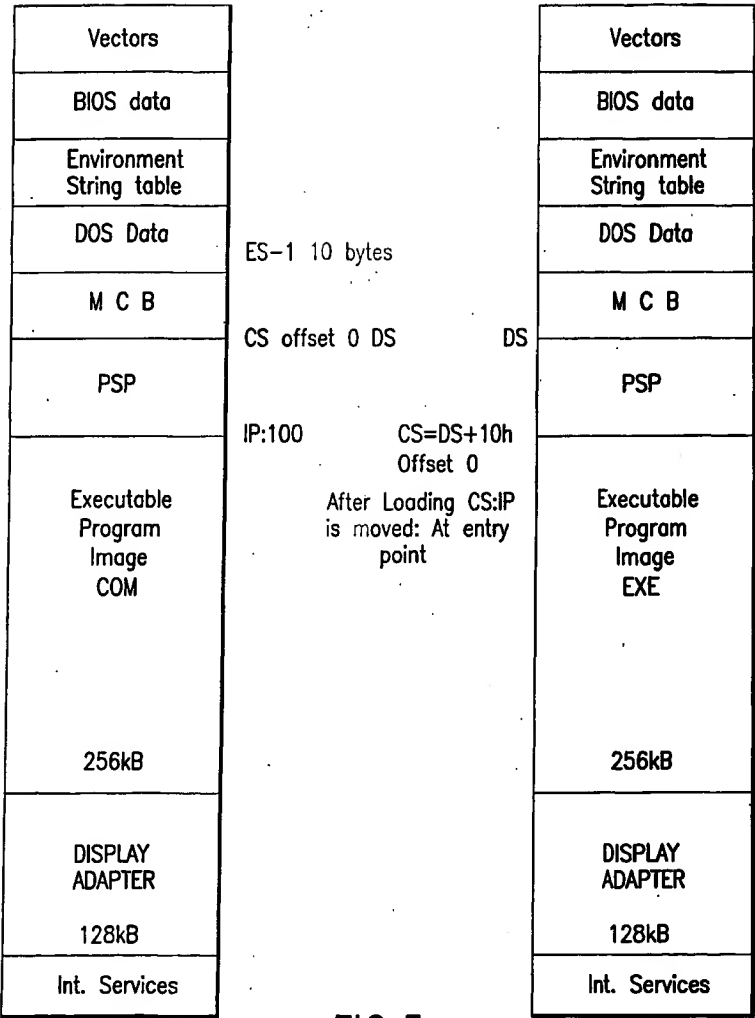 Vectors
BIOS data
Environment
String table
DOS Data
M C B
PSP
Executable
Program
Image
COM
256kB
DISPLAY
ADAPTER
128kB
Int. Services
ES-1 10 bytes
CS offset 0 DS
DS
IP:100
CS=DS+10h
Offset 0
After Loading CS:IP
is moved: At entry
point
Vectors
BIOS data
Environment
String table
DOS Data
M C B
PSP
Executable
Program
Image
EXE
256kB
DISPLAY
ADAPTER
128kB
Int. Services